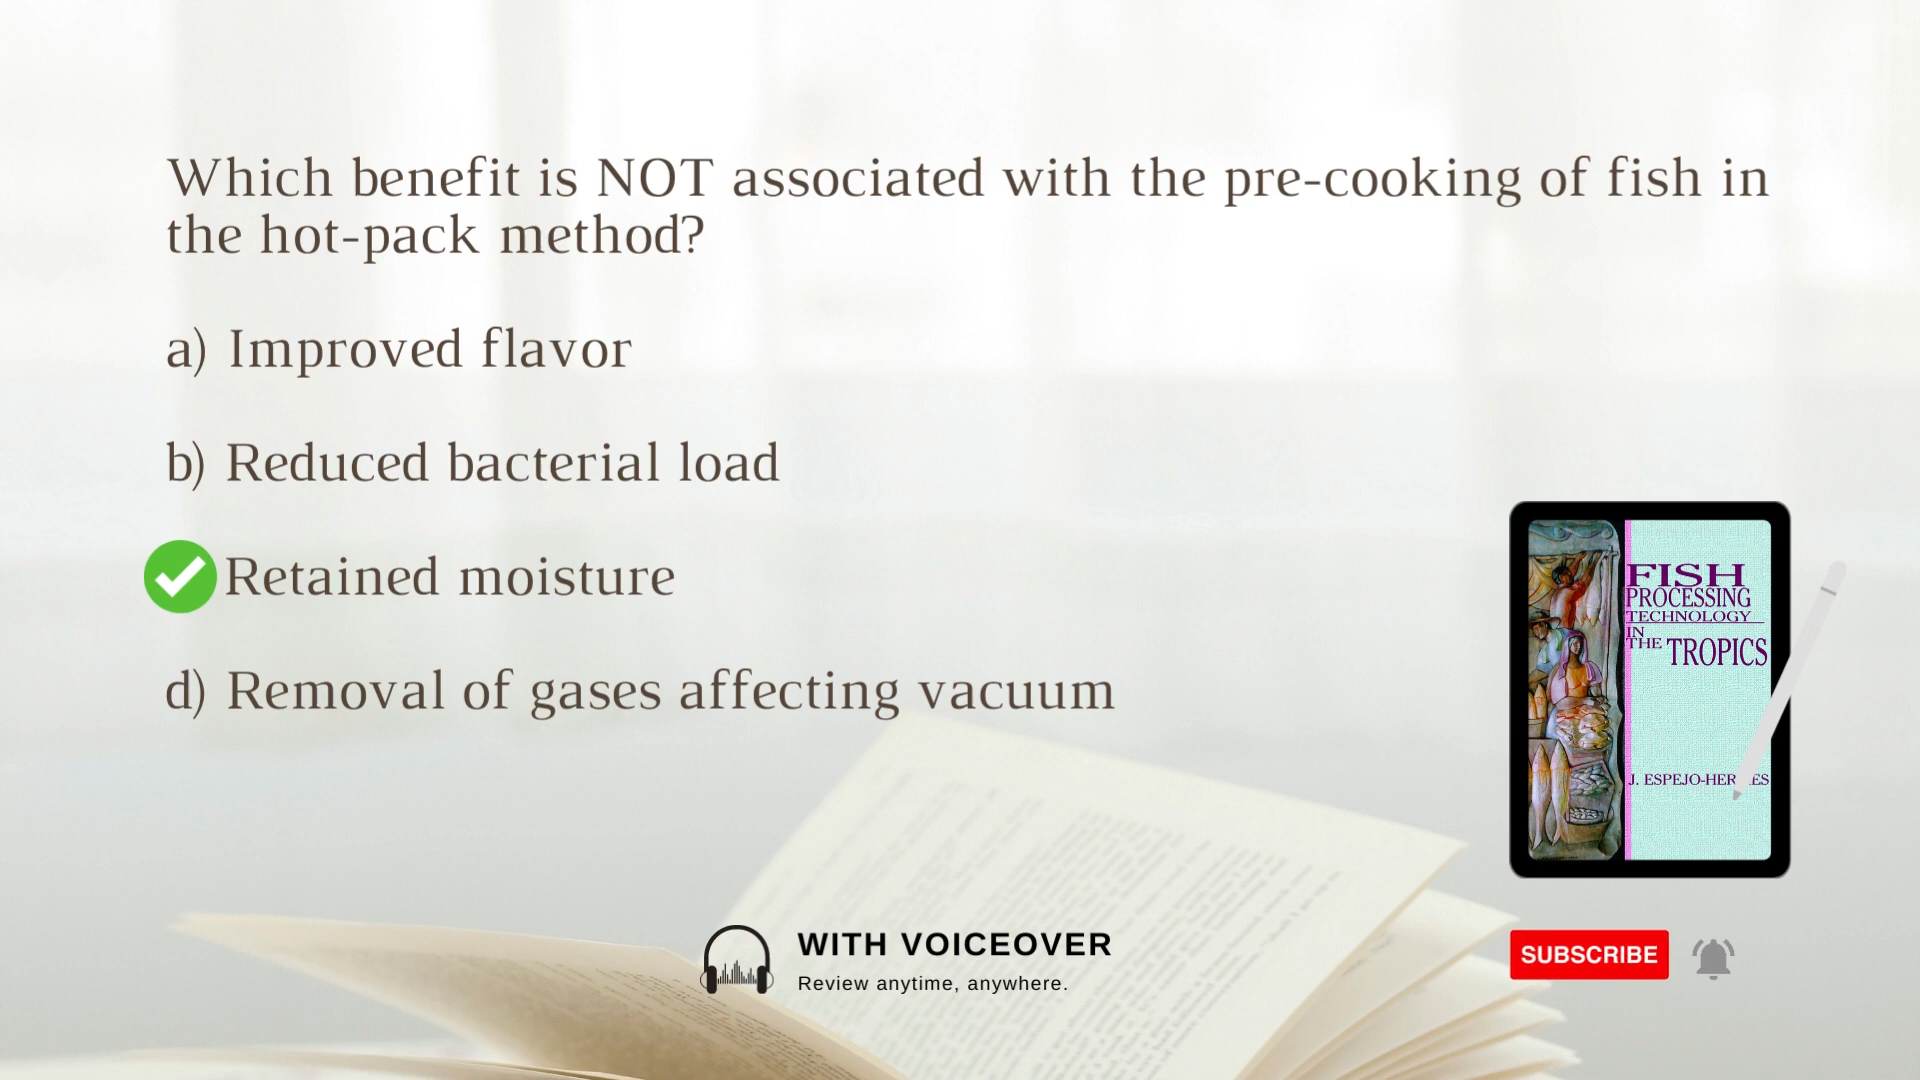 Which benefit is NOT associated with the pre-cooking of fish in
the hot-pack method?
a) Improved flavor
b) Reduced bacterial load
Retained moisture
d) Removal of gases affecting vacuum
FISH
PROCESSING
TECHNOLOGY
IN
THE TROPICS
J. ESPEJO-
WITH VOICEOVER
Review anytime, anywhere.
SUBSCRIBE